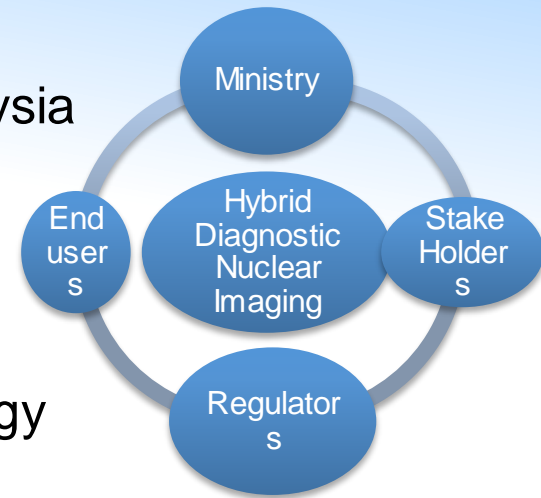 Ministry
ysia
End
user
s
Hybrid
Diagnostic
Nuclear
Imaging
Stake
Holder
s
Regulator
s
gy